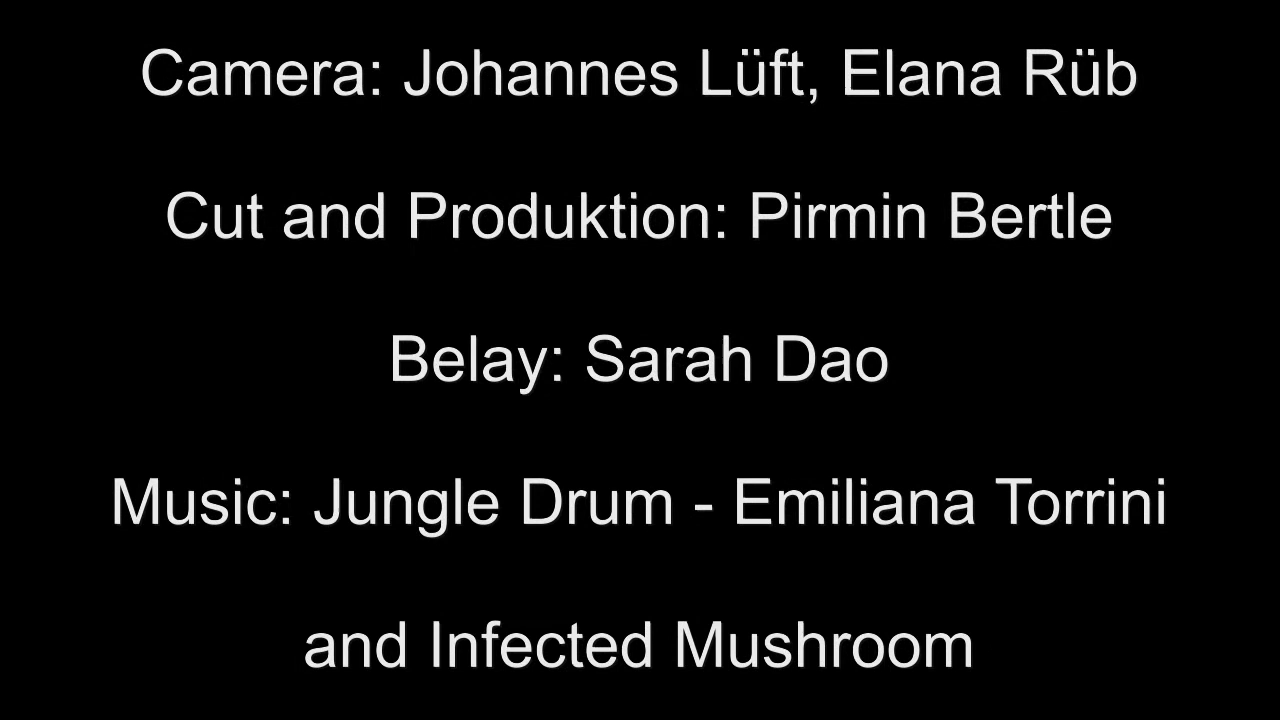 Camera: Johannes Lüft, Elana Rüb
Cut and Produktion: Pirmin Bertle
Belay: Sarah Dao
Music: Jungle Drum - Emiliana Torrini
and Infected Mushroom